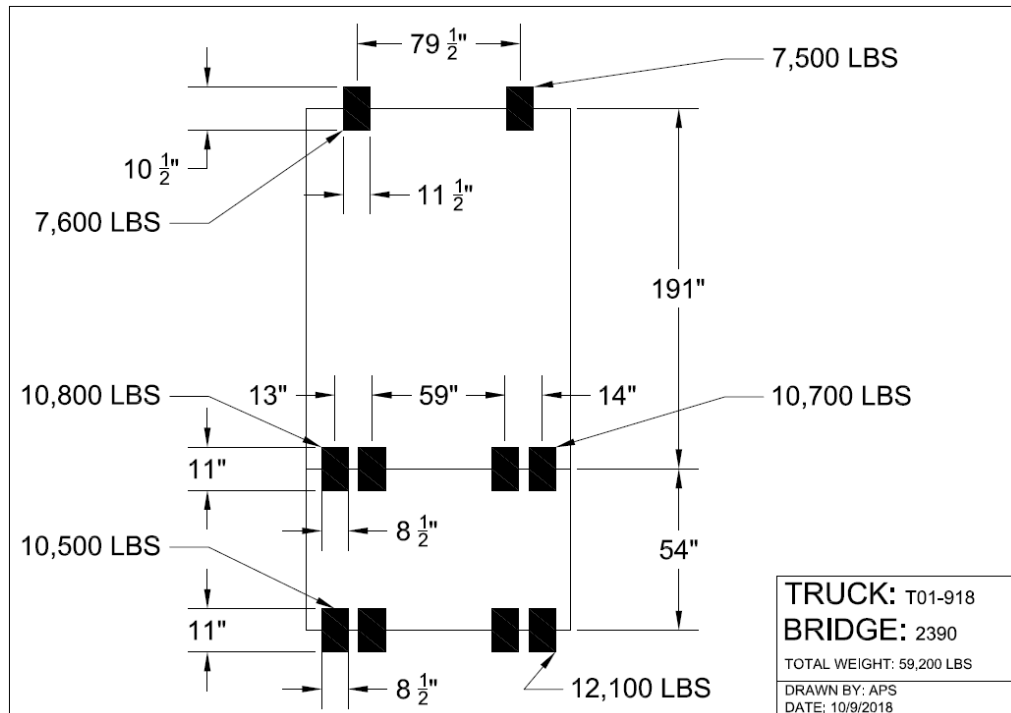 79 1/2"
7,500 LBS
10 1/2"
11 1/2"
7,600 LBS
191"
10,800 LBS
13"
59"
14"
10,700 LBS
11"
8 1/2"
10,500 LBS
54"
11"
8 1/2"
12,100 LBS
TRUCK: T01-918
BRIDGE: 2390
TOTAL WEIGHT: 59,200 LBS
DRAWN BY: APS
DATE: 10/9/2018